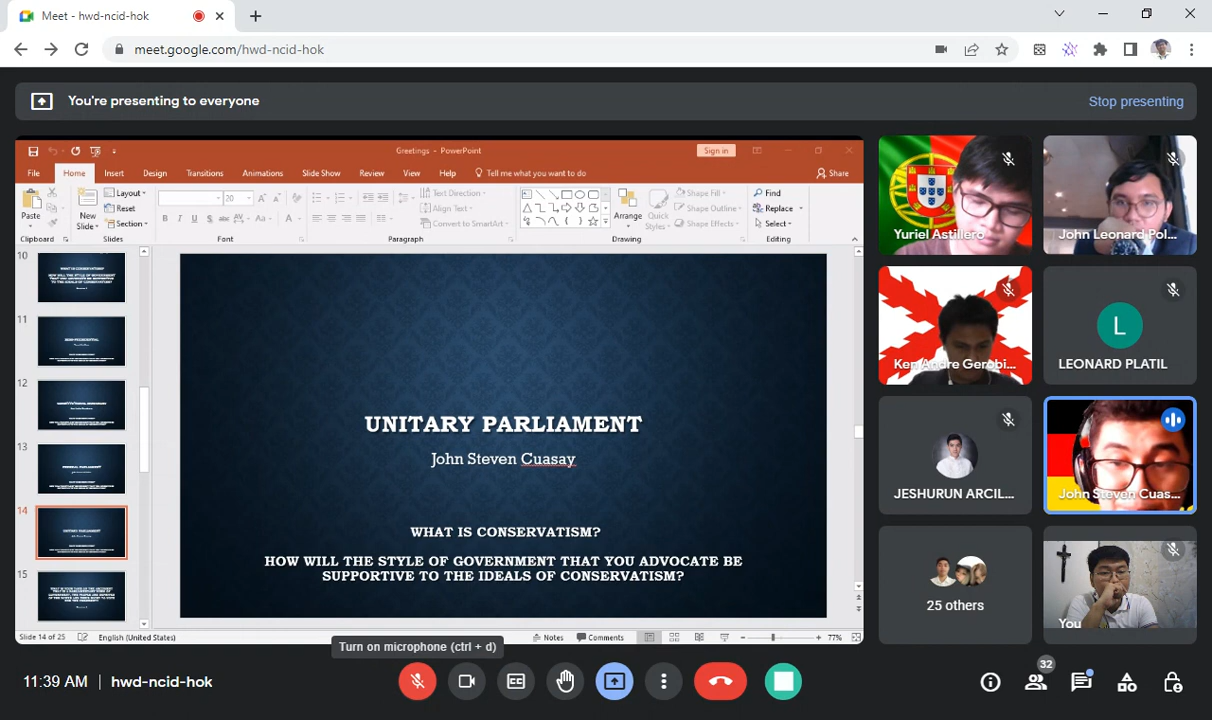 Meet - hwd-ncid-hok
meet.google.com/hwd-ncid-hok
You're presenting to everyone
Stop presenting
Greetings - PowerPoint
Sign in
File Home Insert Design Transitions Animations Slide Show Review View Help Tell me what you want to do
Share
Paste
New
Slide
Layout
Reset
Section
20
Text Direction
Align Text
Convert to SmartArt
Arrange
Quick
Styles
Shape Fill
Shape Outline
Shape Effects
Find
Replace
Select
Clipboard
Slides
Font
Paragraph
Drawing
Editing
10
11
12
13
14
15
UNITARY PARLIAMENT
John Steven Cuasay
WHAT IS CONSERVATISM?
HOW WILL THE STYLE OF GOVERNMENT THAT YOU ADVOCATE BE
SUPPORTIVE TO THE IDEALS OF CONSERVATISM?
Slide 14 of 25
English (United States)
Notes
Comments
77%
Yuriel Astillero
John Leonard Pol...
Ken Andre Gerobi...
L
LEONARD PLATIL
JESHURUN ARCIL...
John Steven Cuas...
25 others
You
Turn on microphone (ctrl + d)
11:39 AM | hwd-ncid-hok
32